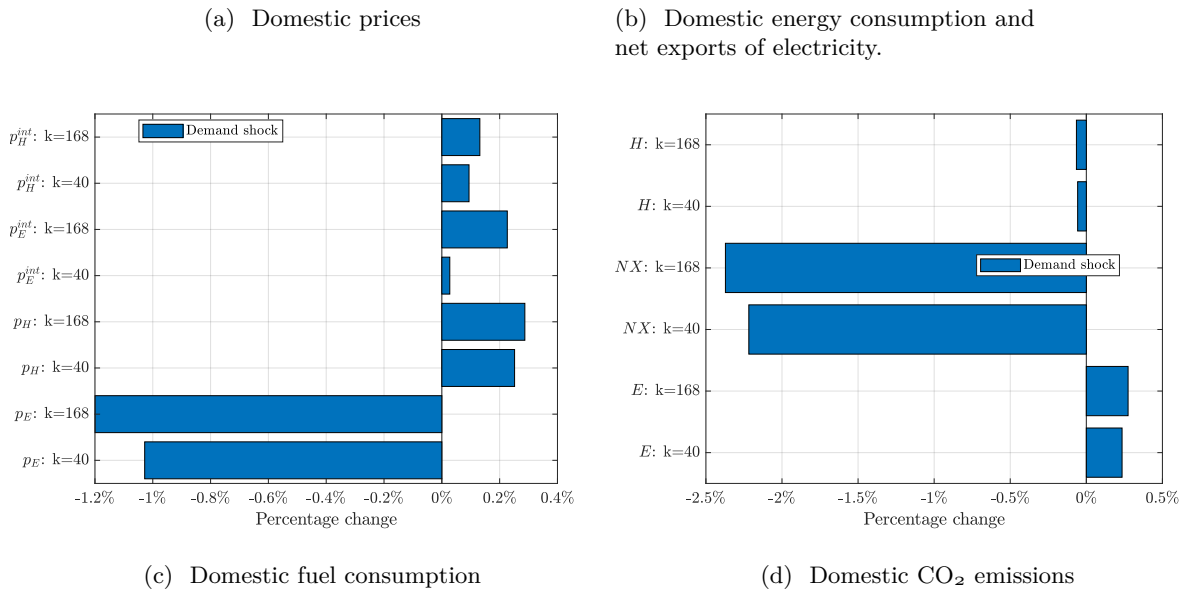 (a) Domestic prices
(b) Domestic energy consumption and
net exports of electricity.
Demand shock
p_H^{int}: k=168
p_H^{int}: k=40
p_E^{int}: k=168
p_E^{int}: k=40
p_H: k=168
p_H: k=40
p_E: k=168
p_E: k=40
-1.2% -1% -0.8% -0.6% -0.4% -0.2% 0% 0.2% 0.4%
Percentage change
H: k=168
H: k=40
NX: k=168
Demand shock
NX: k=40
E: k=168
E: k=40
-2.5% -2% -1.5% -1% -0.5% 0% 0.5%
Percentage change
(c) Domestic fuel consumption
(d) Domestic CO₂ emissions